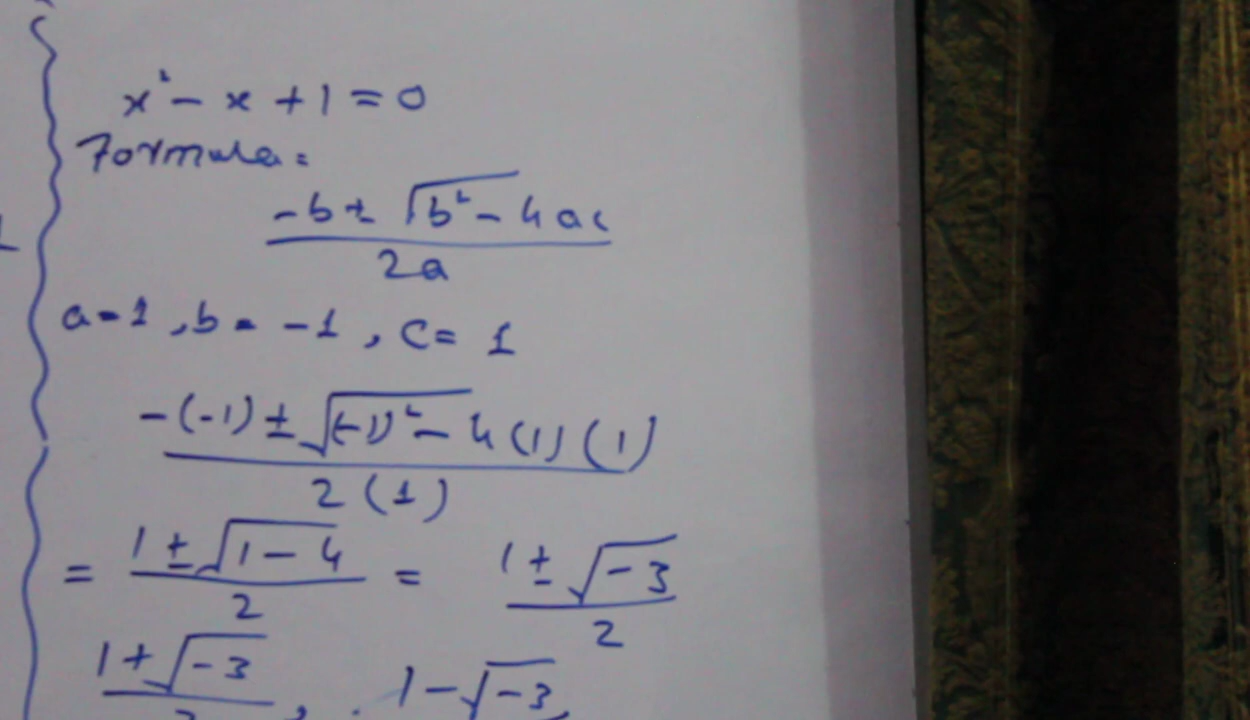 x² - x + 1 = 0
Formula =
-b ± √b² - 4ac
2a
a = 1 , b = -1 , c = 1
-(-1) ± √(-1)² - 4(1)(1)
2(1)
= 1 ± √1 - 4 / 2 = 1 ± √-3 / 2
1 + √-3 , 1 - √-3